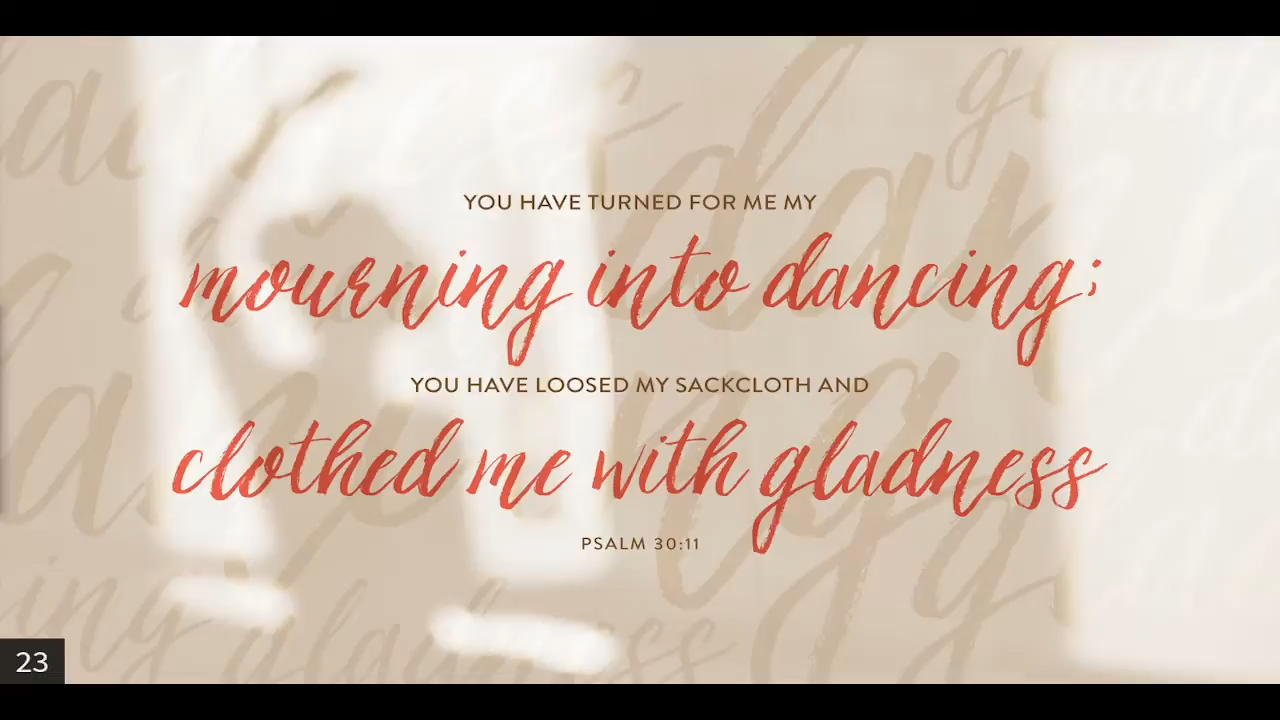 YOU HAVE TURNED FOR ME MY
mourning into dancing;
YOU HAVE LOOSED MY SACKCLOTH AND
clothed me with gladness
PSALM 30:11
23